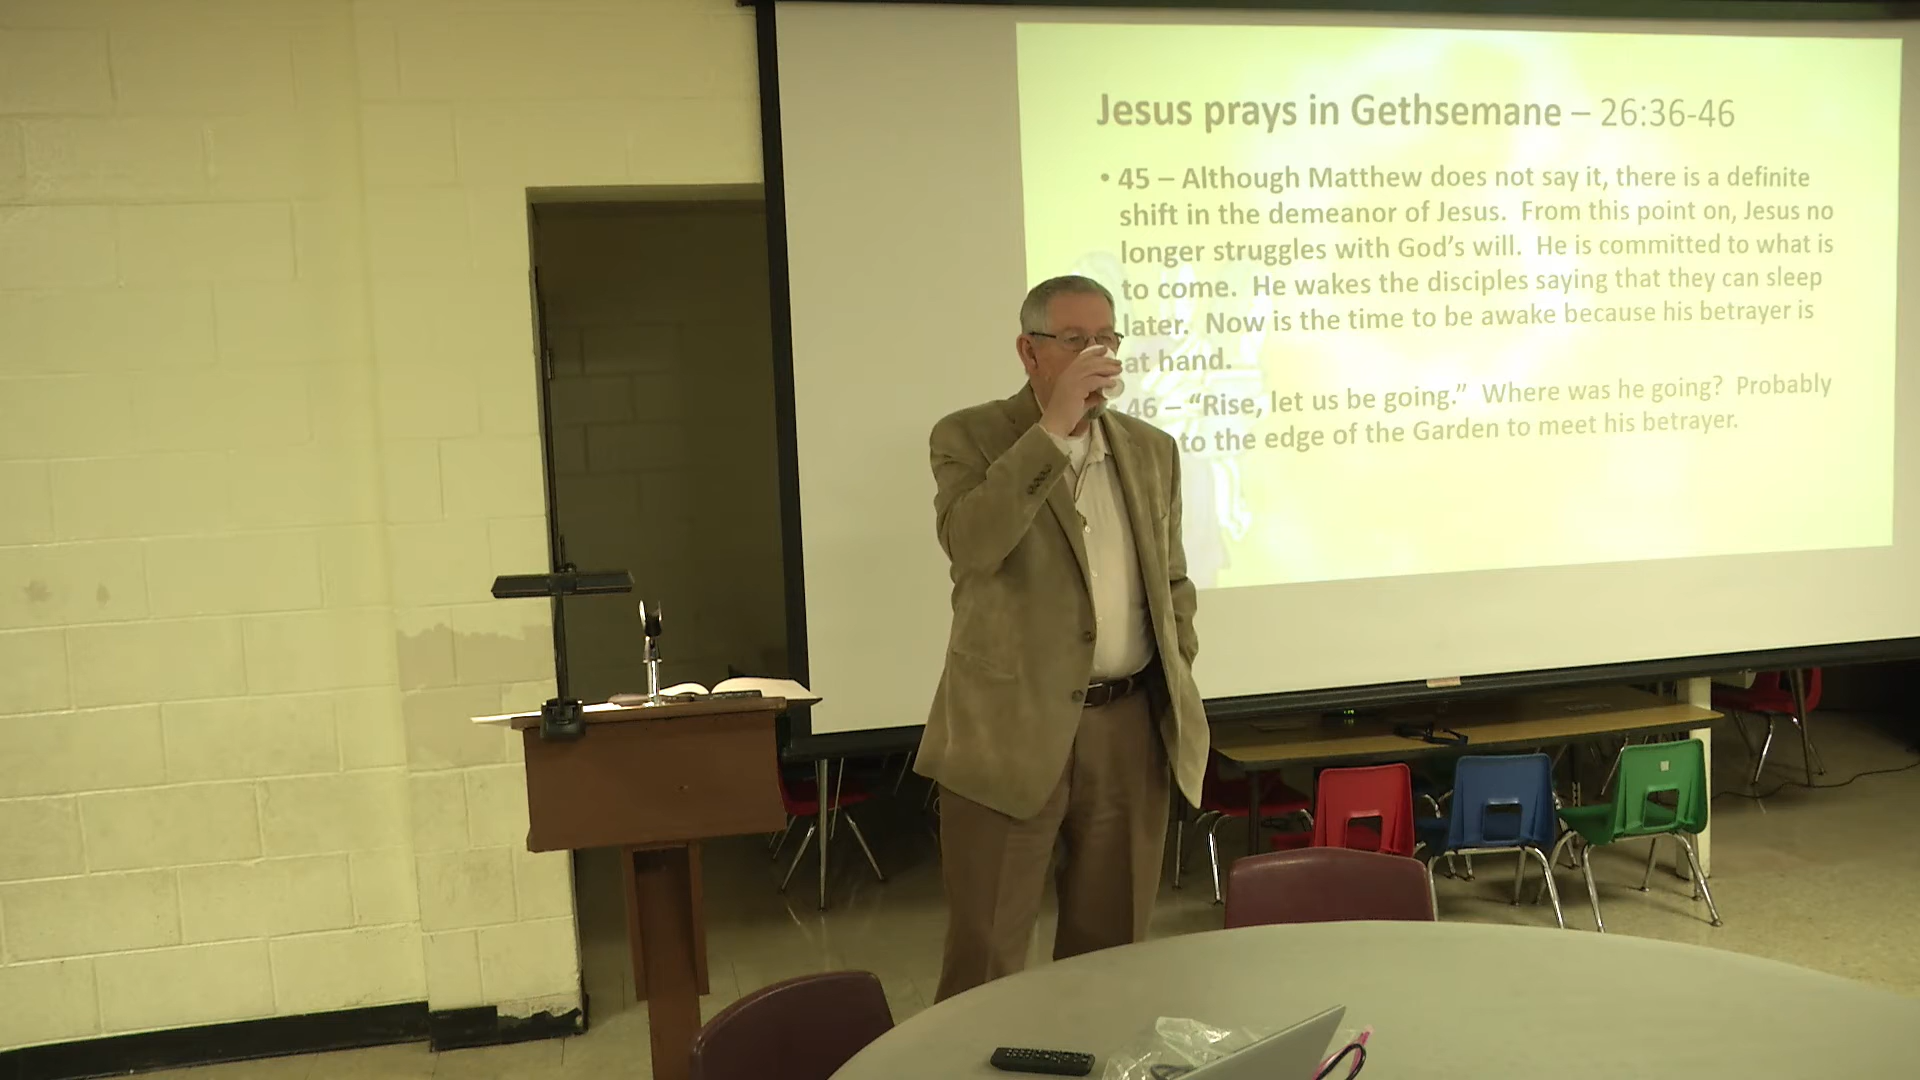 Jesus prays in Gethsemane – 26:36-46
• 45 – Although Matthew does not say it, there is a definite
shift in the demeanor of Jesus. From this point on, Jesus no
longer struggles with God's will. He is committed to what is
to come. He wakes the disciples saying that they can sleep
later. Now is the time to be awake because his betrayer is
at hand.
46 – “Rise, let us be going.” Where was he going? Probably
to the edge of the Garden to meet his betrayer.